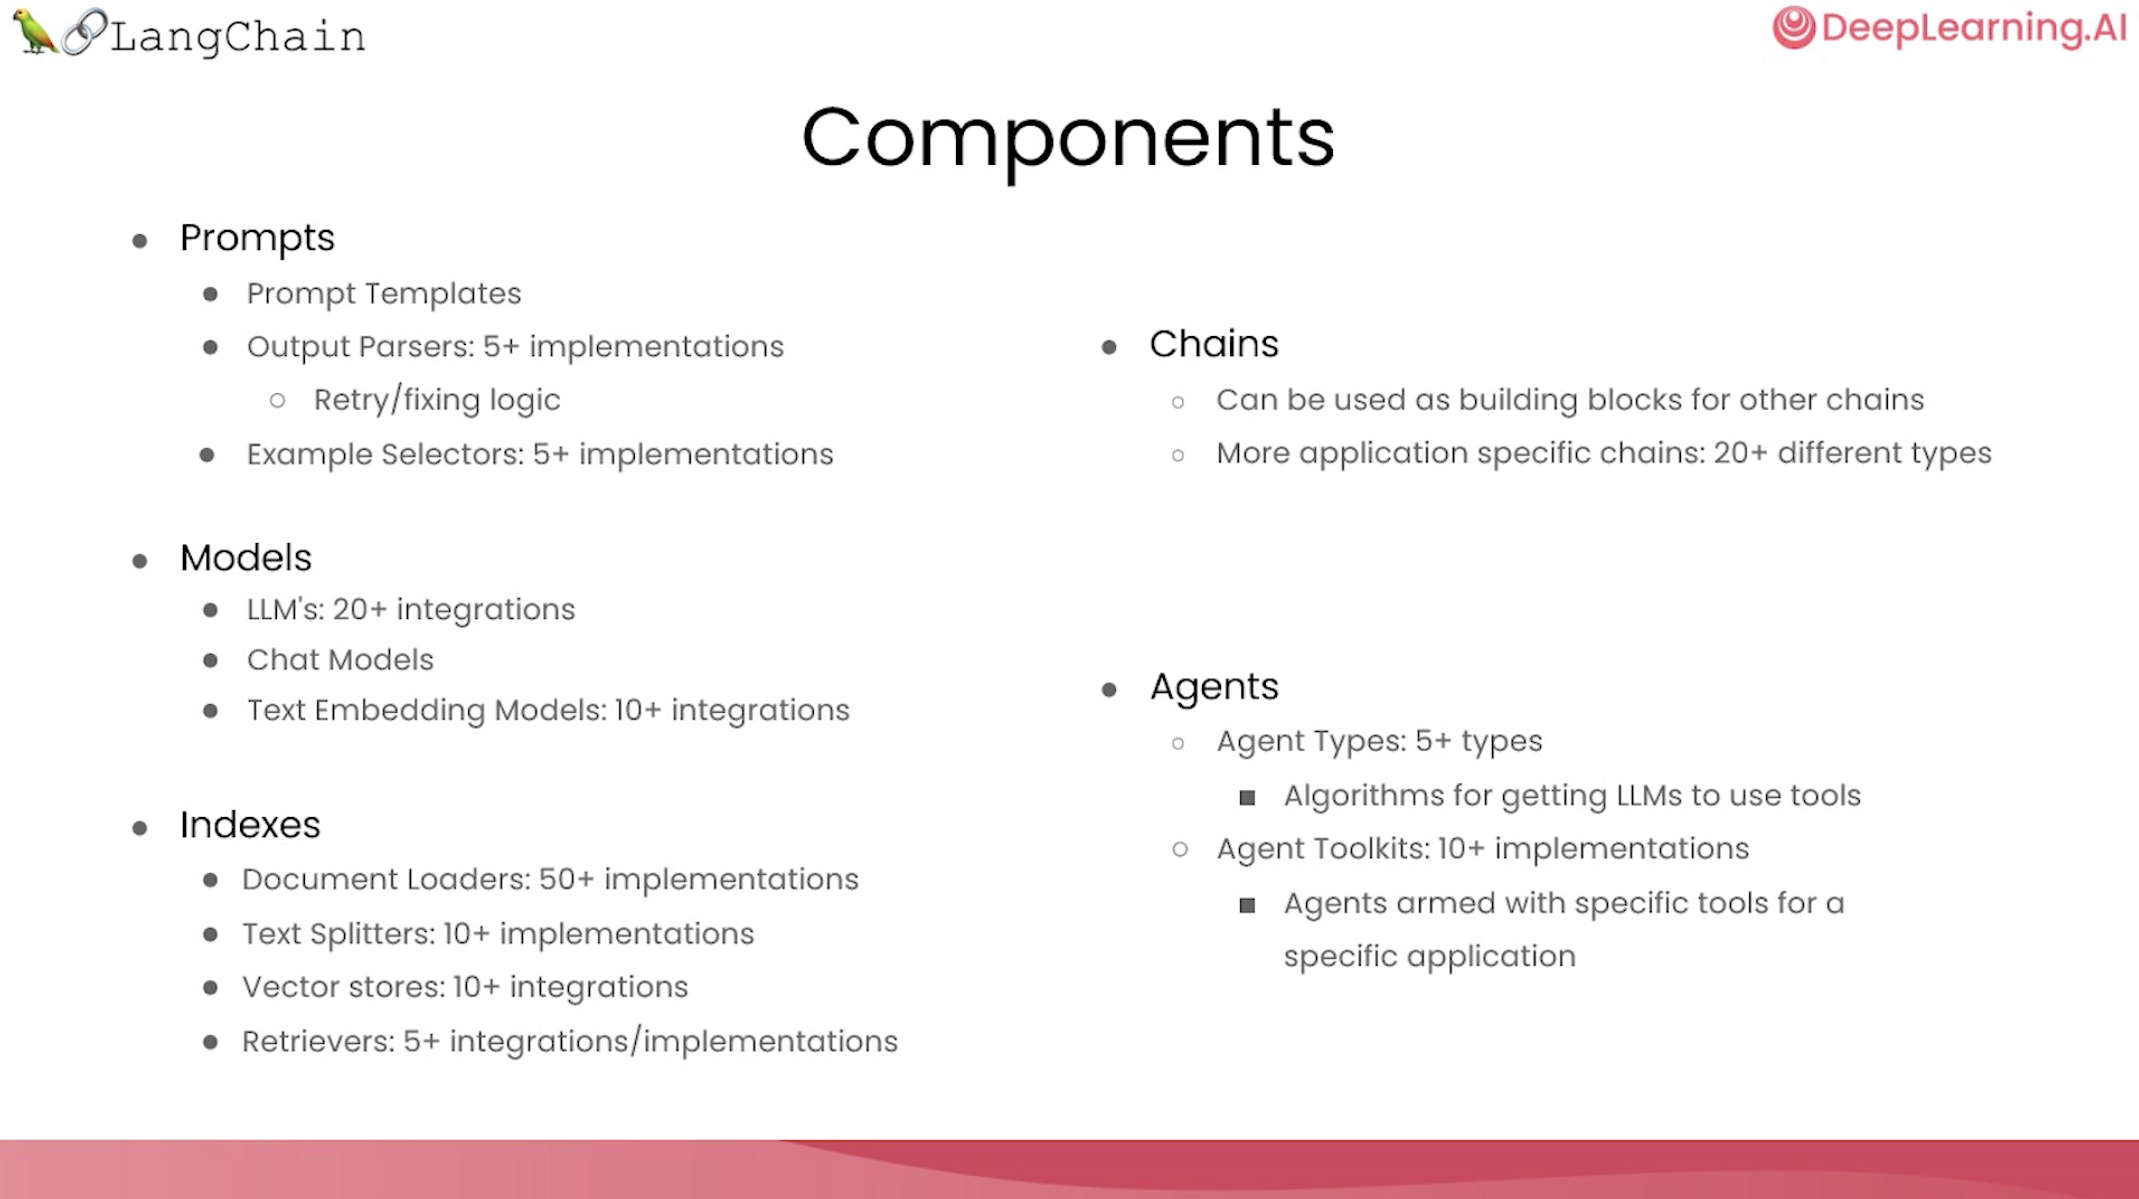 LangChain
DeepLearning.AI
Components
Prompts
Prompt Templates
Output Parsers: 5+ implementations
Retry/fixing logic
Example Selectors: 5+ implementations
Models
LLM's: 20+ integrations
Chat Models
Text Embedding Models: 10+ integrations
Indexes
Document Loaders: 50+ implementations
Text Splitters: 10+ implementations
Vector stores: 10+ integrations
Retrievers: 5+ integrations/implementations
Chains
Can be used as building blocks for other chains
More application specific chains: 20+ different types
Agents
Agent Types: 5+ types
Algorithms for getting LLMs to use tools
Agent Toolkits: 10+ implementations
Agents armed with specific tools for a
specific application